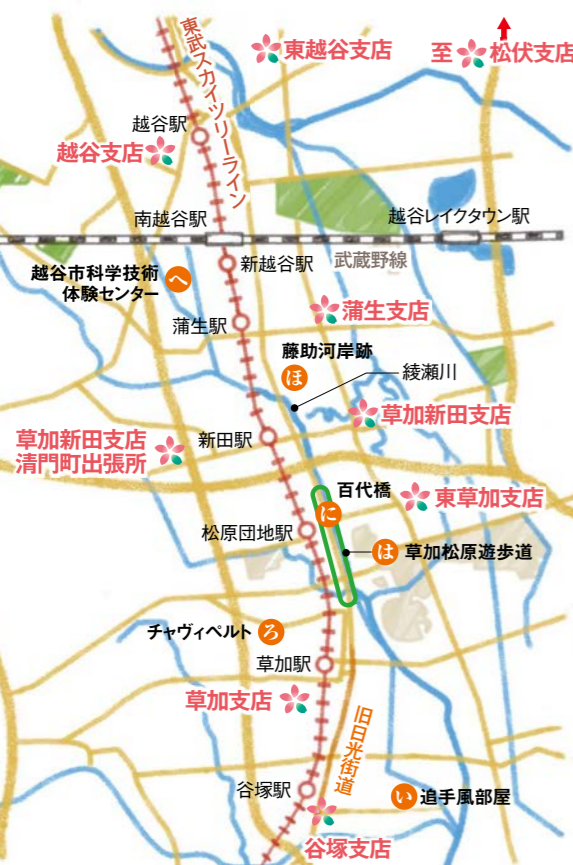 東武スカイツリーライン
東越谷支店
至 松伏支店
越谷駅
越谷支店
南越谷駅
越谷レイクタウン駅
新越谷駅
武蔵野線
越谷市科学技術
体験センター
へ
蒲生駅
蒲生支店
藤助河岸跡
ほ
綾瀬川
草加新田支店
新田駅
草加新田支店
清門町出張所
百代橋
に
東草加支店
松原団地駅
は 草加松原遊歩道
チャヴィペルト ろ
草加駅
草加支店
旧日光街道
谷塚駅
い 追手風部屋
谷塚支店